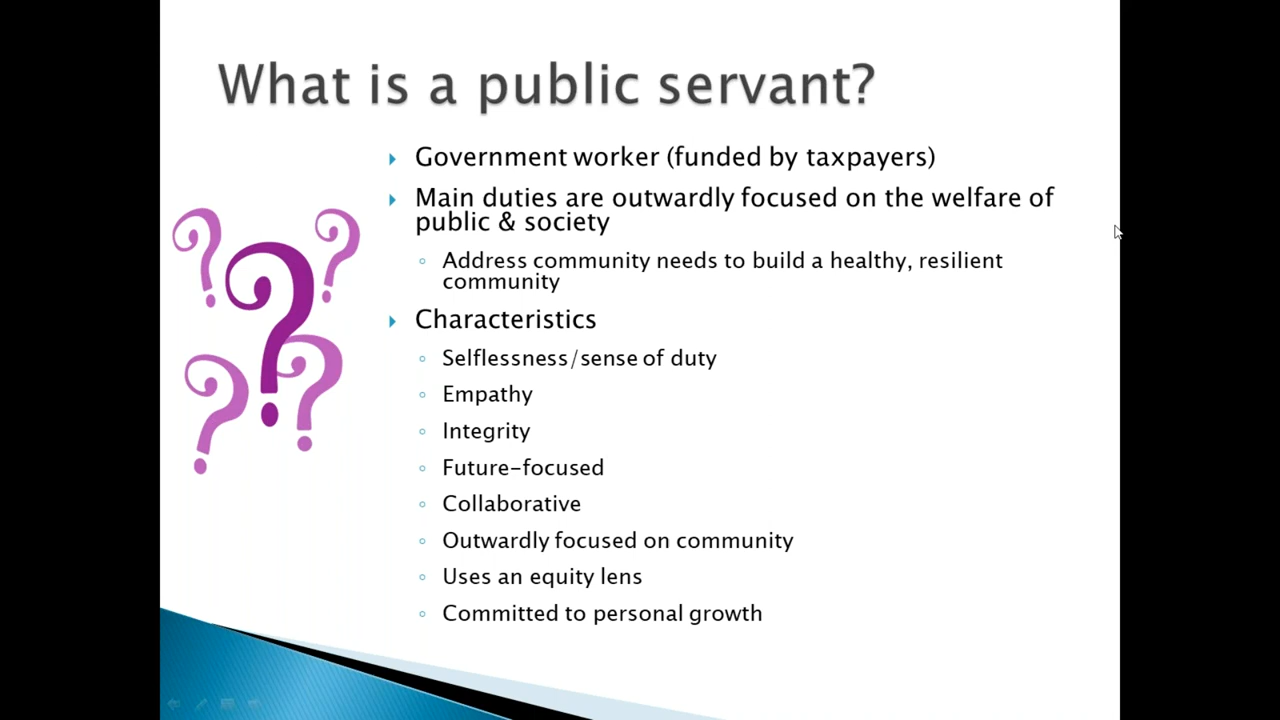 What is a public servant?
Government worker (funded by taxpayers)
Main duties are outwardly focused on the welfare of
public & society
Address community needs to build a healthy, resilient
community
Characteristics
Selflessness/sense of duty
Empathy
Integrity
Future-focused
Collaborative
Outwardly focused on community
Uses an equity lens
Committed to personal growth